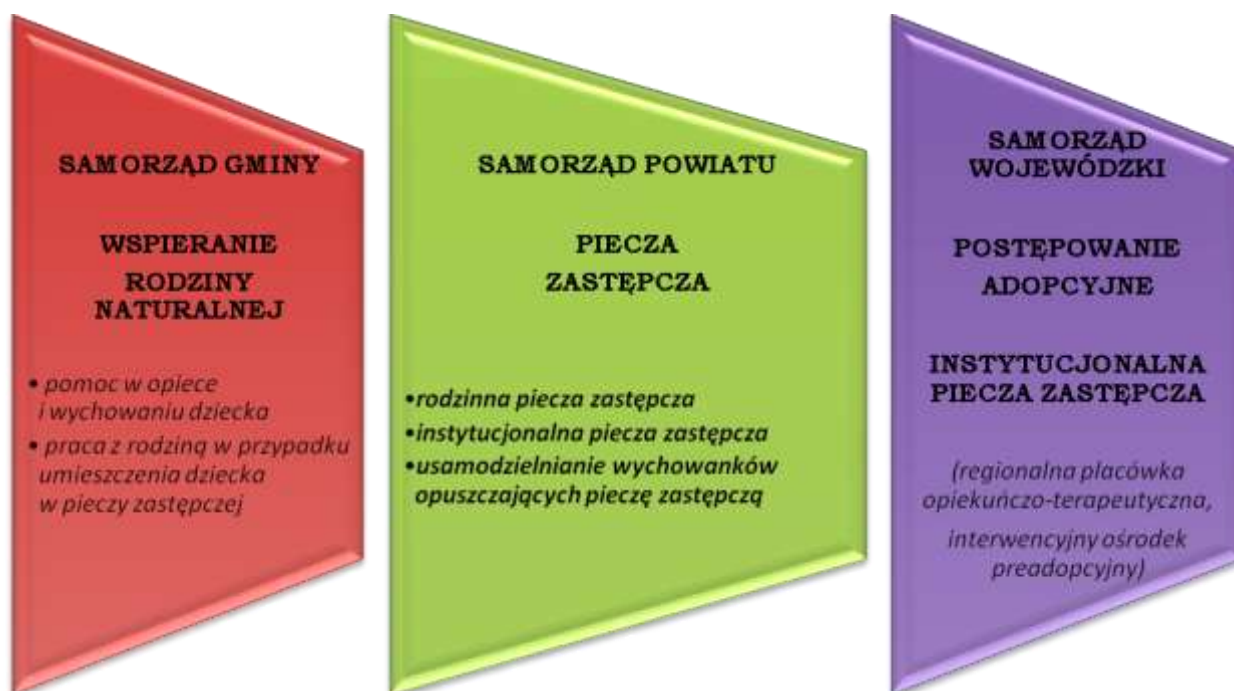 SAMORZĄD GMINY
WSPIERANIE
RODZINY
NATURALNEJ
• pomoc w opiece
i wychowaniu dziecka
• praca z rodziną w przypadku
umieszczenia dziecka
w pieczy zastępczej
SAMORZĄD POWIATU
PIECZA
ZASTĘPCZA
•rodzinna piecza zastępcza
•instytucjonalna piecza zastępcza
•usamodzielnianie wychowanków
opuszczających pieczę zastępczą
SAMORZĄD
WOJEWÓDZKI
POSTĘPOWANIE
ADOPCYJNE
INSTYTUCJONALNA
PIECZA ZASTĘPCZA
(regionalna placówka
opiekuńczo-terapeutyczna,
interwencyjny ośrodek
preadopcyjny)